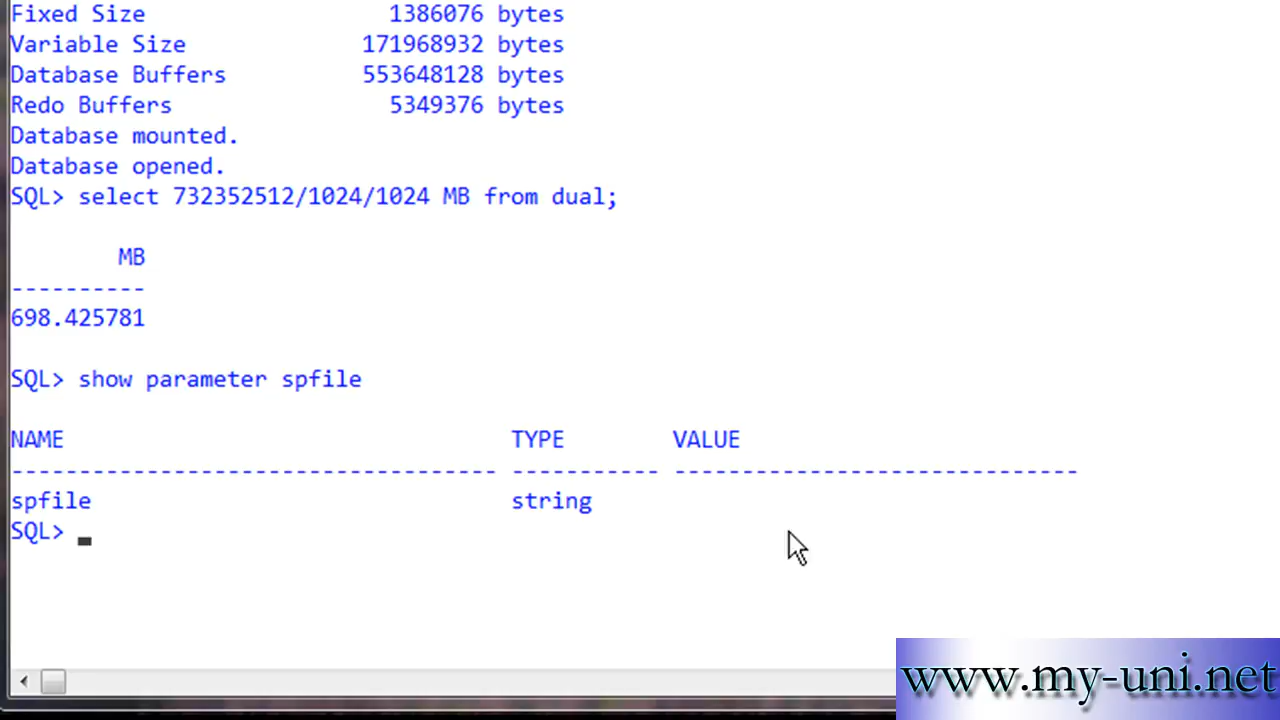 Fixed Size                  1386076 bytes
Variable Size             171968932 bytes
Database Buffers          553648128 bytes
Redo Buffers                5349376 bytes
Database mounted.
Database opened.
SQL> select 732352512/1024/1024 MB from dual;
        MB
----------
698.425781
SQL> show parameter spfile
NAME                                 TYPE        VALUE
------------------------------------ ----------- ------------------------------
spfile                               string
SQL>
www.my-uni.net